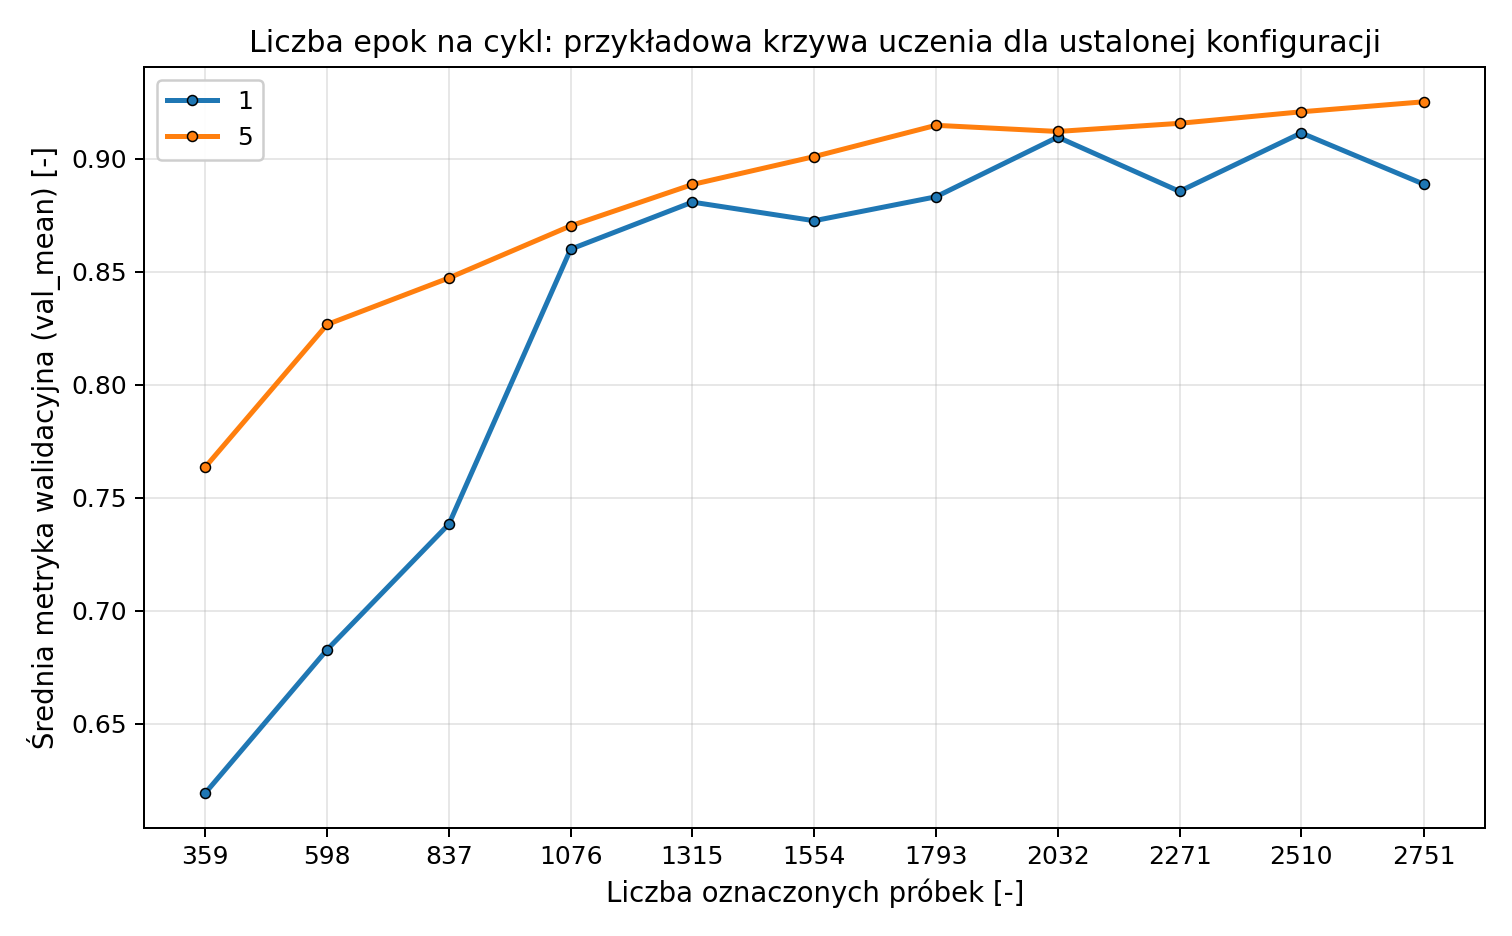 Liczba epok na cykl: przykładowa krzywa uczenia dla ustalonej konfiguracji
1
5
Średnia metryka walidacyjna (val_mean) [-]
0.90
0.85
0.80
0.75
0.70
0.65
359 598 837 1076 1315 1554 1793 2032 2271 2510 2751
Liczba oznaczonych próbek [-]